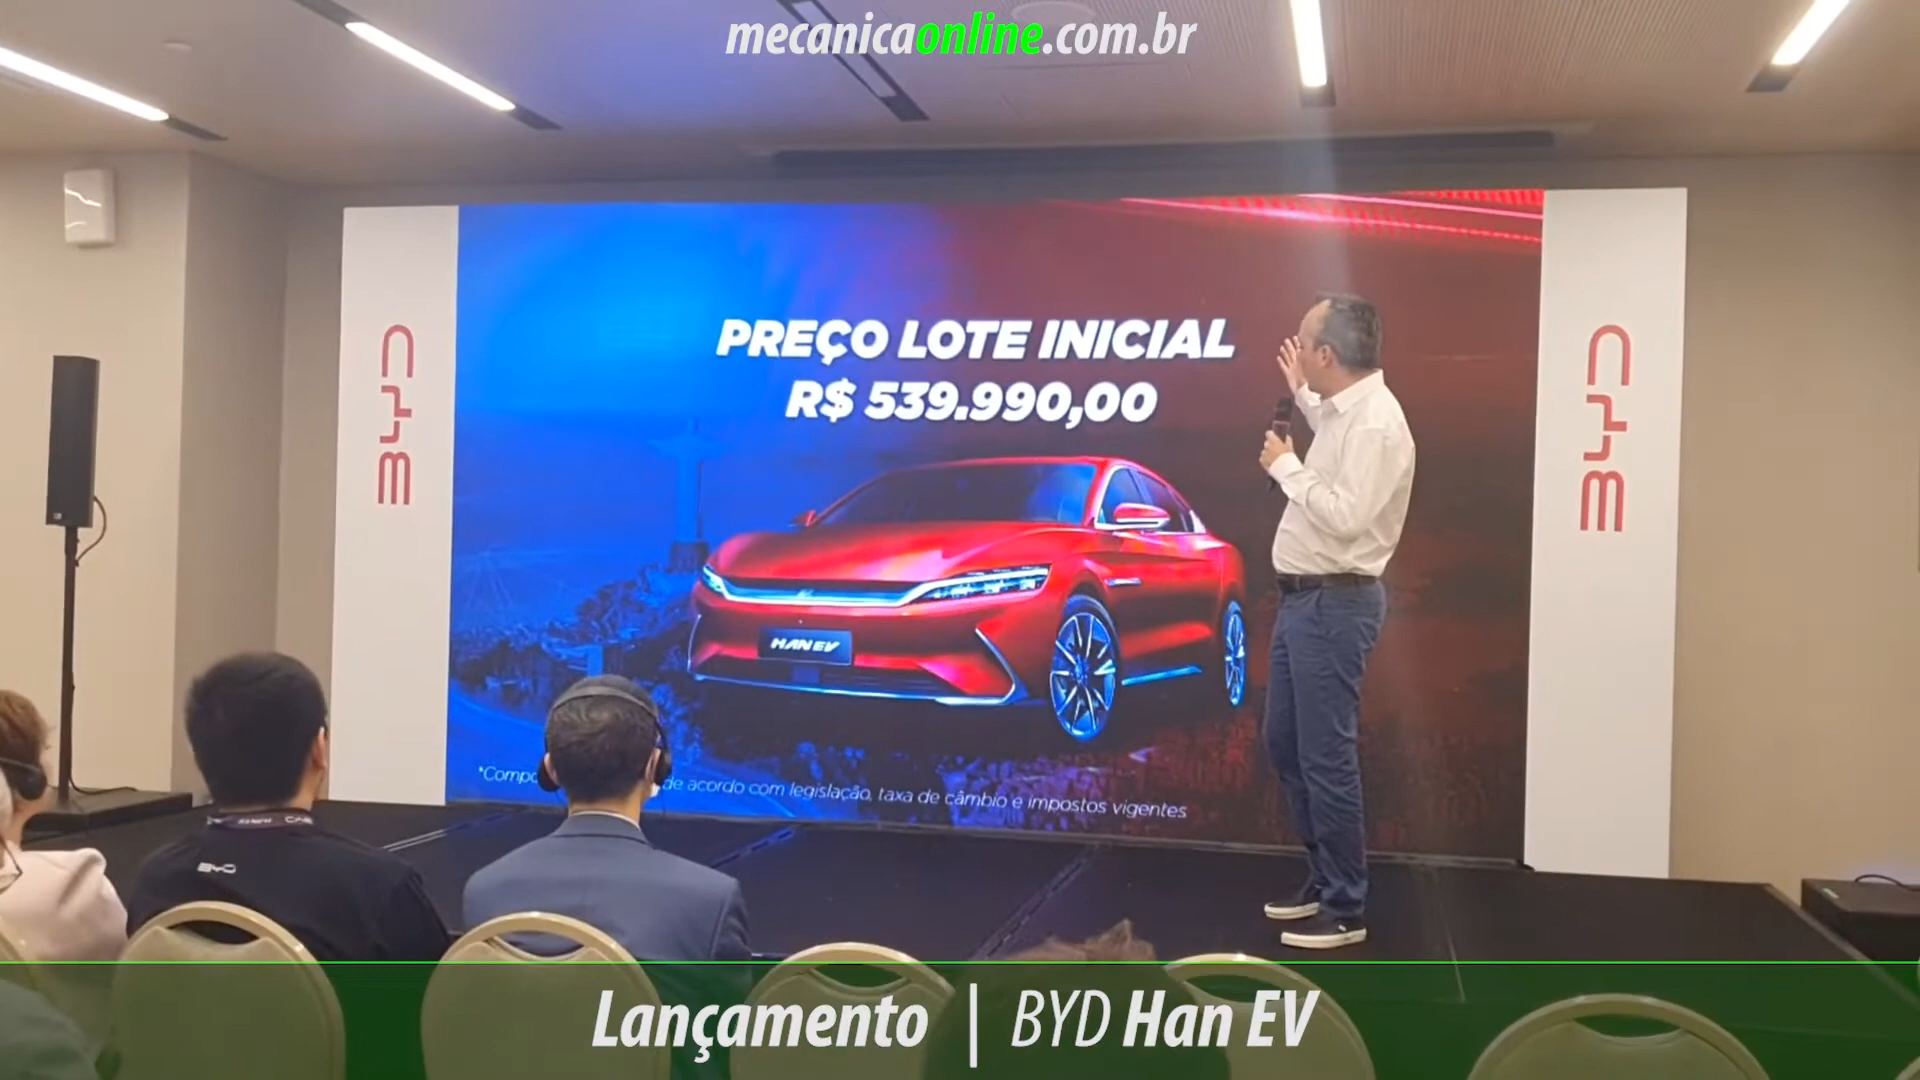 mecanicaonline.com.br
BYD
PREÇO LOTE INICIAL
R$ 539.990,00
BYD
HAN EV
de acordo com legislação, taxa de câmbio e impostos vigentes
BYD
Lançamento | BYD Han EV